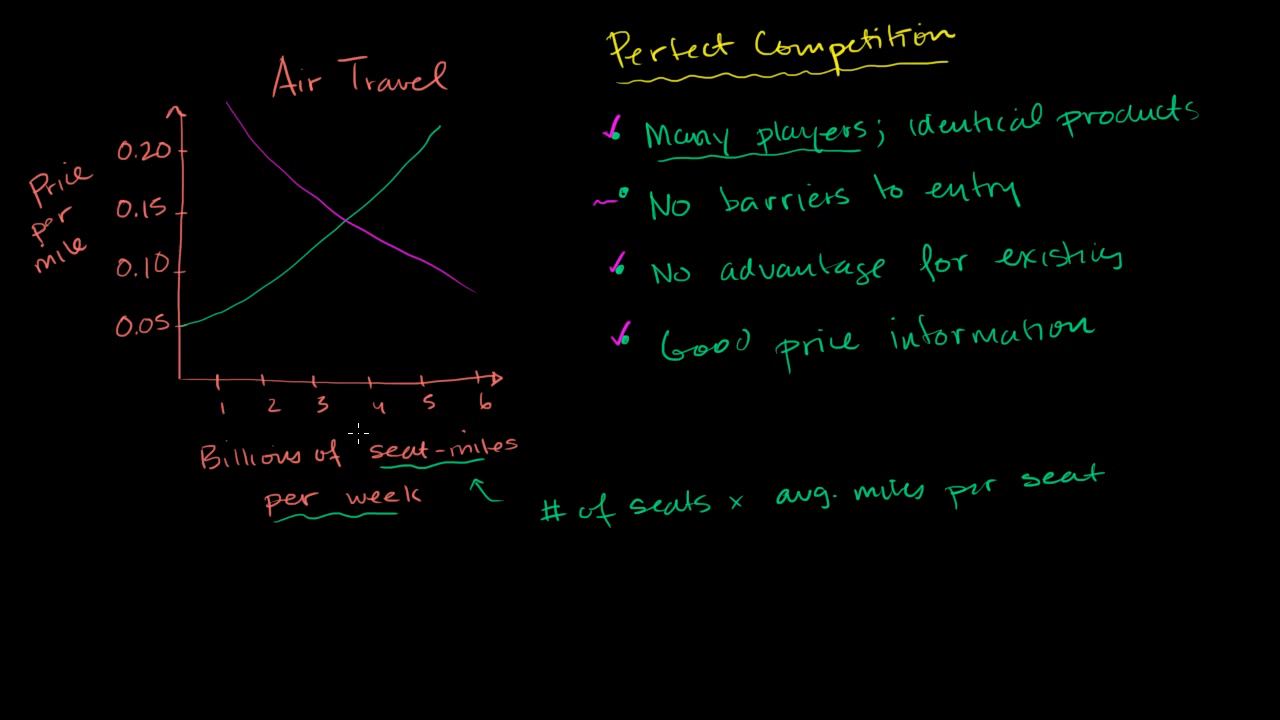 Perfect Competition
Air Travel
Many players; identical products
0.20
Price per mile
No barriers to entry
0.15
No advantage for existing
0.10
0.05
Good price information
1 2 3 4 5 6
Billions of seat-miles
per week
# of seats x avg. miles per seat